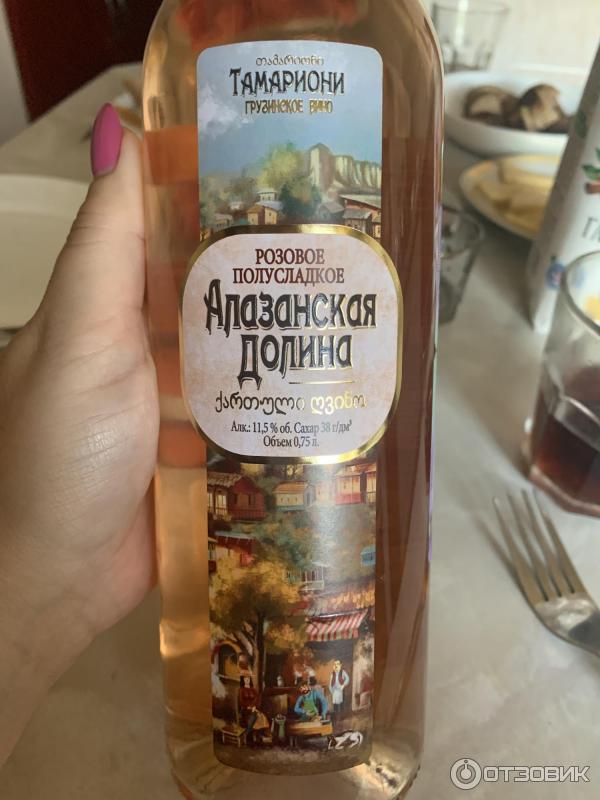 თამარიონი
ТАМАРИОНИ
ГРУЗИНСКОЕ ВИНО
РОЗОВОЕ
ПОЛУСЛАДКОЕ
АЛАЗАНСКАЯ
ДОЛИНА
ქართული ღვინო
Алк.: 11,5 % об. Сахар 38 г/дм³
Объем 0,75 л.
ОТЗОВИК